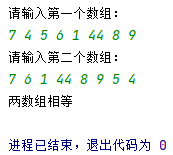 请输入第一个数组：
7 4 5 6 1 44 8 9
请输入第二个数组：
7 6 1 44 8 9 5 4
两数组相等
进程已结束，退出代码为 0